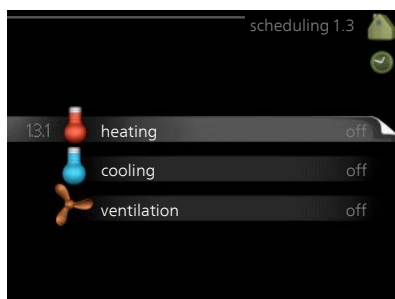 scheduling 1.3
1.3.1 heating off
cooling off
ventilation off